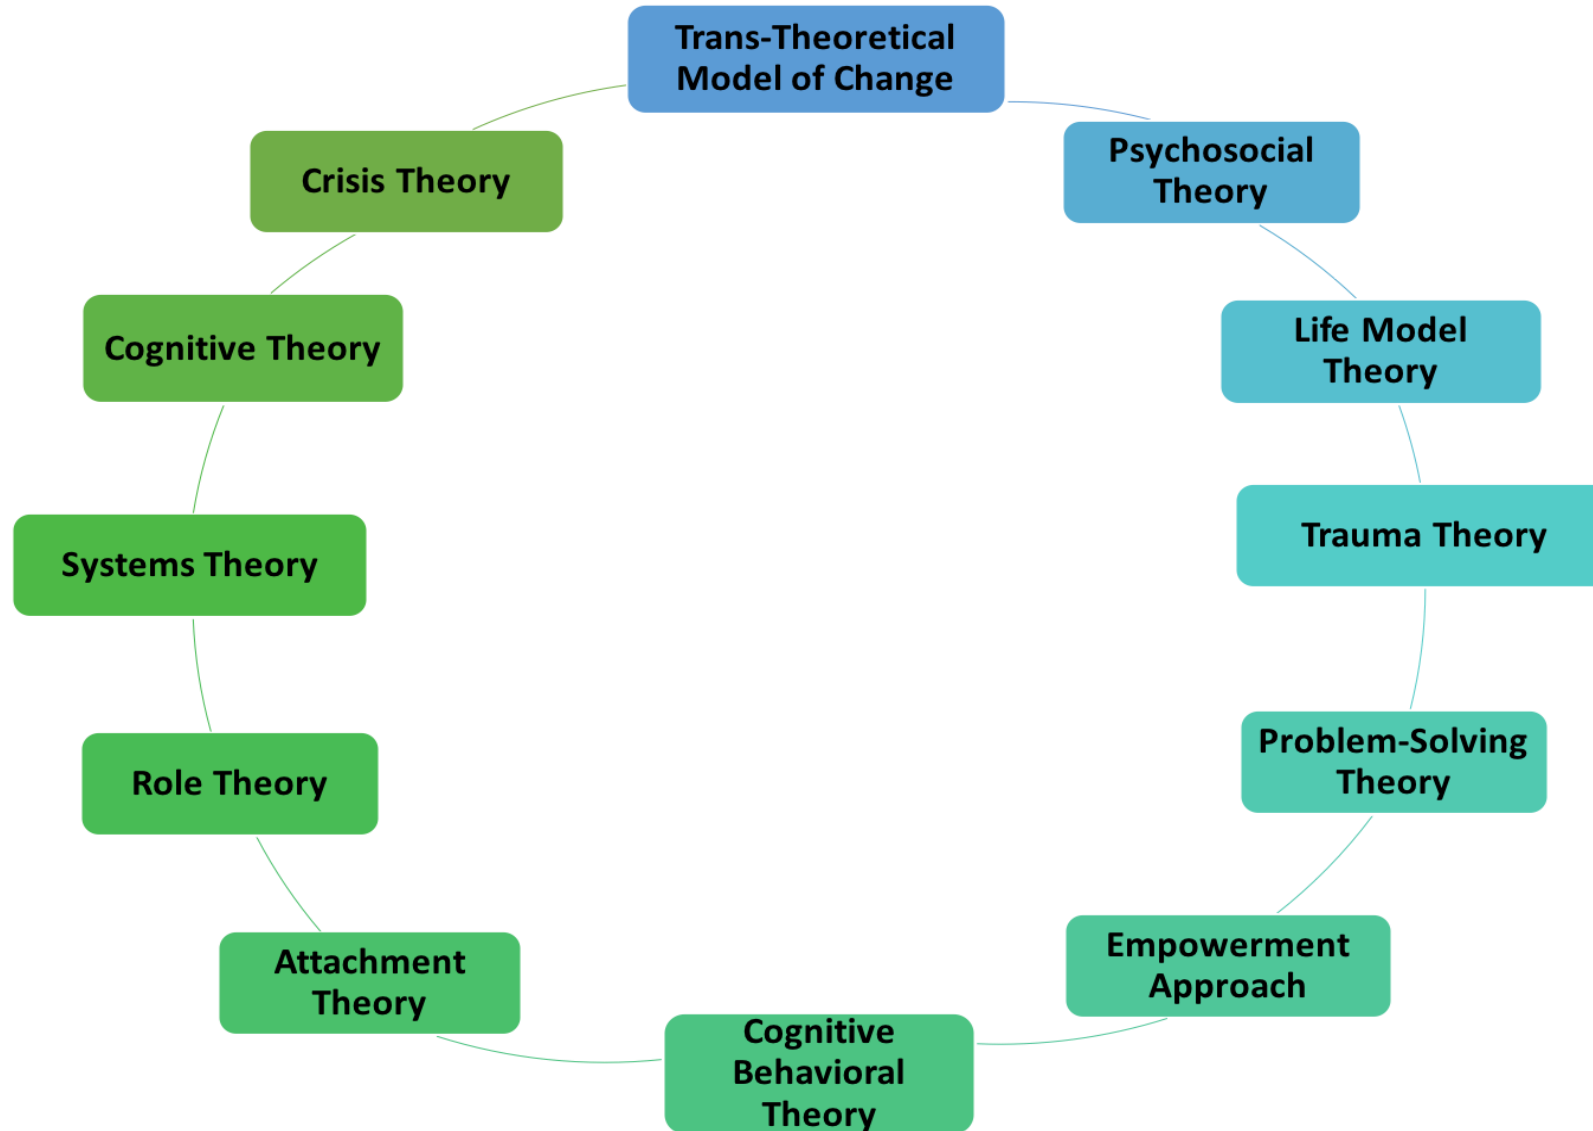 Trans-Theoretical
Model of Change
Psychosocial
Theory
Life Model
Theory
Trauma Theory
Problem-Solving
Theory
Empowerment
Approach
Cognitive
Behavioral
Theory
Attachment
Theory
Role Theory
Systems Theory
Cognitive Theory
Crisis Theory